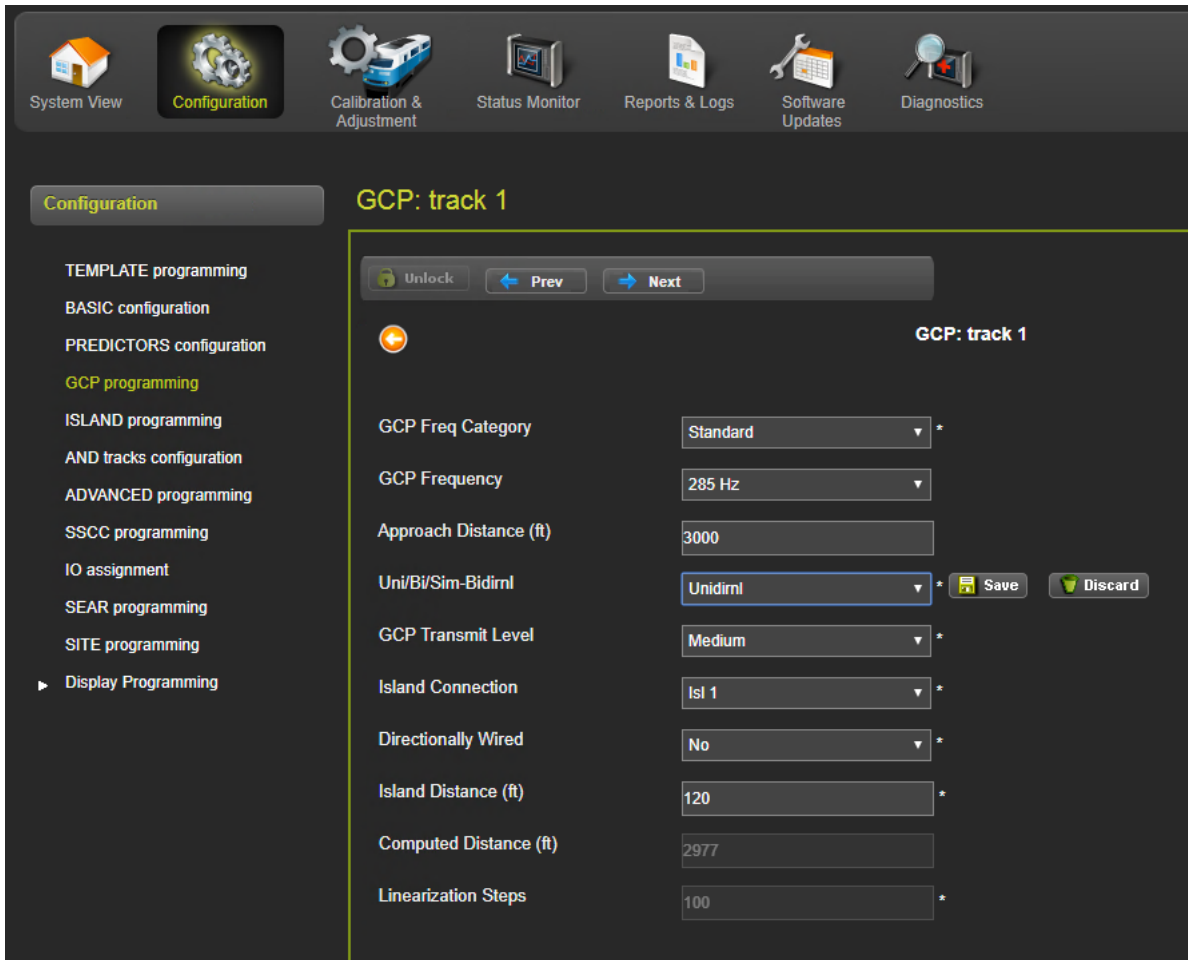 System View
Configuration
Calibration &
Adjustment
Status Monitor
Reports & Logs
Software
Updates
Diagnostics
Configuration
TEMPLATE programming
BASIC configuration
PREDICTORS configuration
GCP programming
ISLAND programming
AND tracks configuration
ADVANCED programming
SSCC programming
IO assignment
SEAR programming
SITE programming
Display Programming
GCP: track 1
Unlock
Prev
Next
GCP: track 1
GCP Freq Category Standard *
GCP Frequency 285 Hz
Approach Distance (ft) 3000
Uni/Bi/Sim-Bidirnl Unidirnl * Save Discard
GCP Transmit Level Medium *
Island Connection Isl 1 *
Directionally Wired No *
Island Distance (ft) 120 *
Computed Distance (ft) 2977
Linearization Steps 100 *